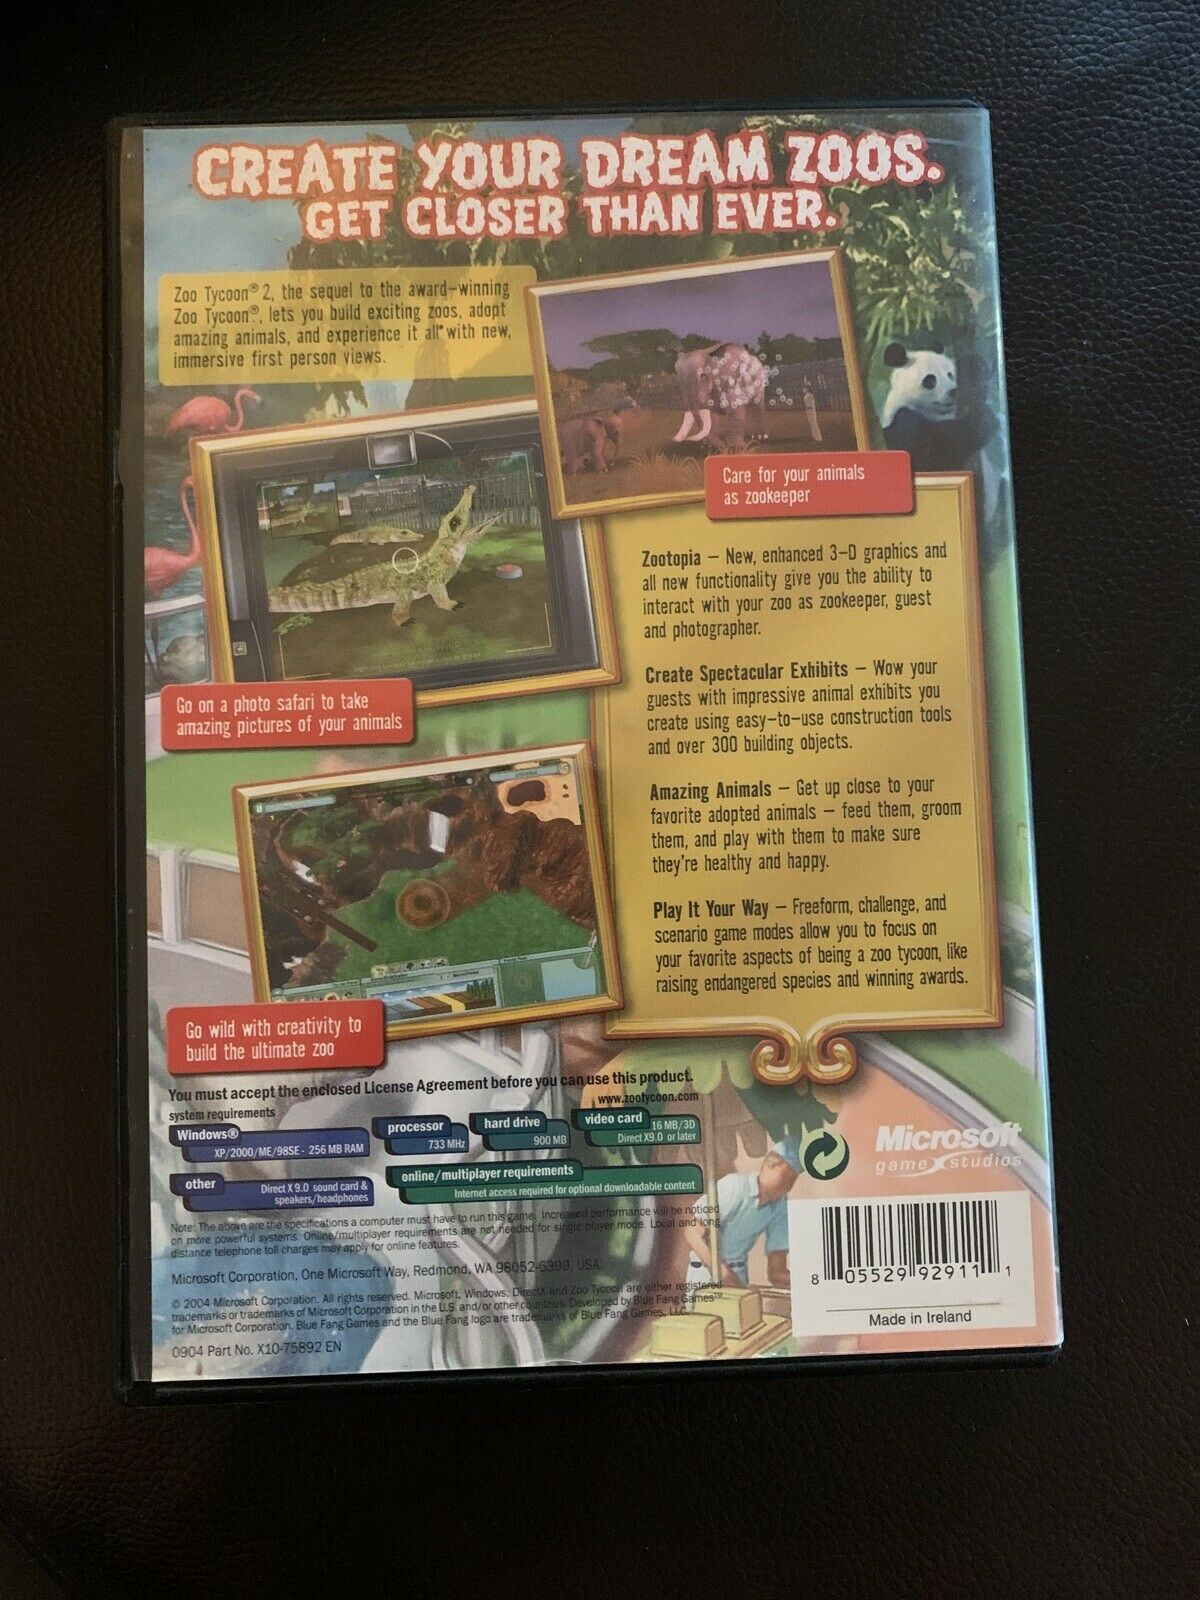 CREATE YOUR DREAM ZOOS.
GET CLOSER THAN EVER.
Zoo Tycoon® 2, the sequel to the award-winning
Zoo Tycoon®, lets you build exciting zoos, adopt
amazing animals, and experience it all with new,
immersive first person views.
Care for your animals
as zookeeper
Go on a photo safari to take
amazing pictures of your animals
Go wild with creativity to
build the ultimate zoo
Zootopia – New, enhanced 3-D graphics and
all new functionality give you the ability to
interact with your zoo as zookeeper, guest
and photographer.
Create Spectacular Exhibits – Wow your
guests with impressive animal exhibits you
create using easy-to-use construction tools
and over 300 building objects.
Amazing Animals – Get up close to your
favorite adopted animals – feed them, groom
them, and play with them to make sure
they're healthy and happy.
Play It Your Way – Freeform, challenge, and
scenario game modes allow you to focus on
your favorite aspects of being a zoo tycoon, like
raising endangered species and winning awards.
You must accept the enclosed License Agreement before you can use this product.
system requirements
www.zootycoon.com
Windows®
XP/2000/ME/98SE - 256 MB RAM
processor
733 MHz
hard drive
900 MB
video card
16 MB/3D
Direct X9.0 or later
other
Direct X 9.0 sound card &
speakers/headphones
online/multiplayer requirements
Internet access required for optional downloadable content
Note: The above are the specifications a computer must have to run this game. Increased performance will be noticed
on more powerful systems. Online/multiplayer requirements are not needed for single player mode. Local and long
distance telephone toll charges may apply for online features.
Microsoft Corporation, One Microsoft Way, Redmond, WA 98052-6399, USA.
© 2004 Microsoft Corporation. All rights reserved. Microsoft, Windows, DirectX and Zoo Tycoon are either registered
trademarks or trademarks of Microsoft Corporation in the U.S. and/or other countries. Developed by Blue Fang Games™
for Microsoft Corporation. Blue Fang Games and the Blue Fang logo are trademarks of Blue Fang Games, LLC.
0904 Part No. X10-75892 EN
Microsoft
game studios
8 05529 92911 1
Made in Ireland